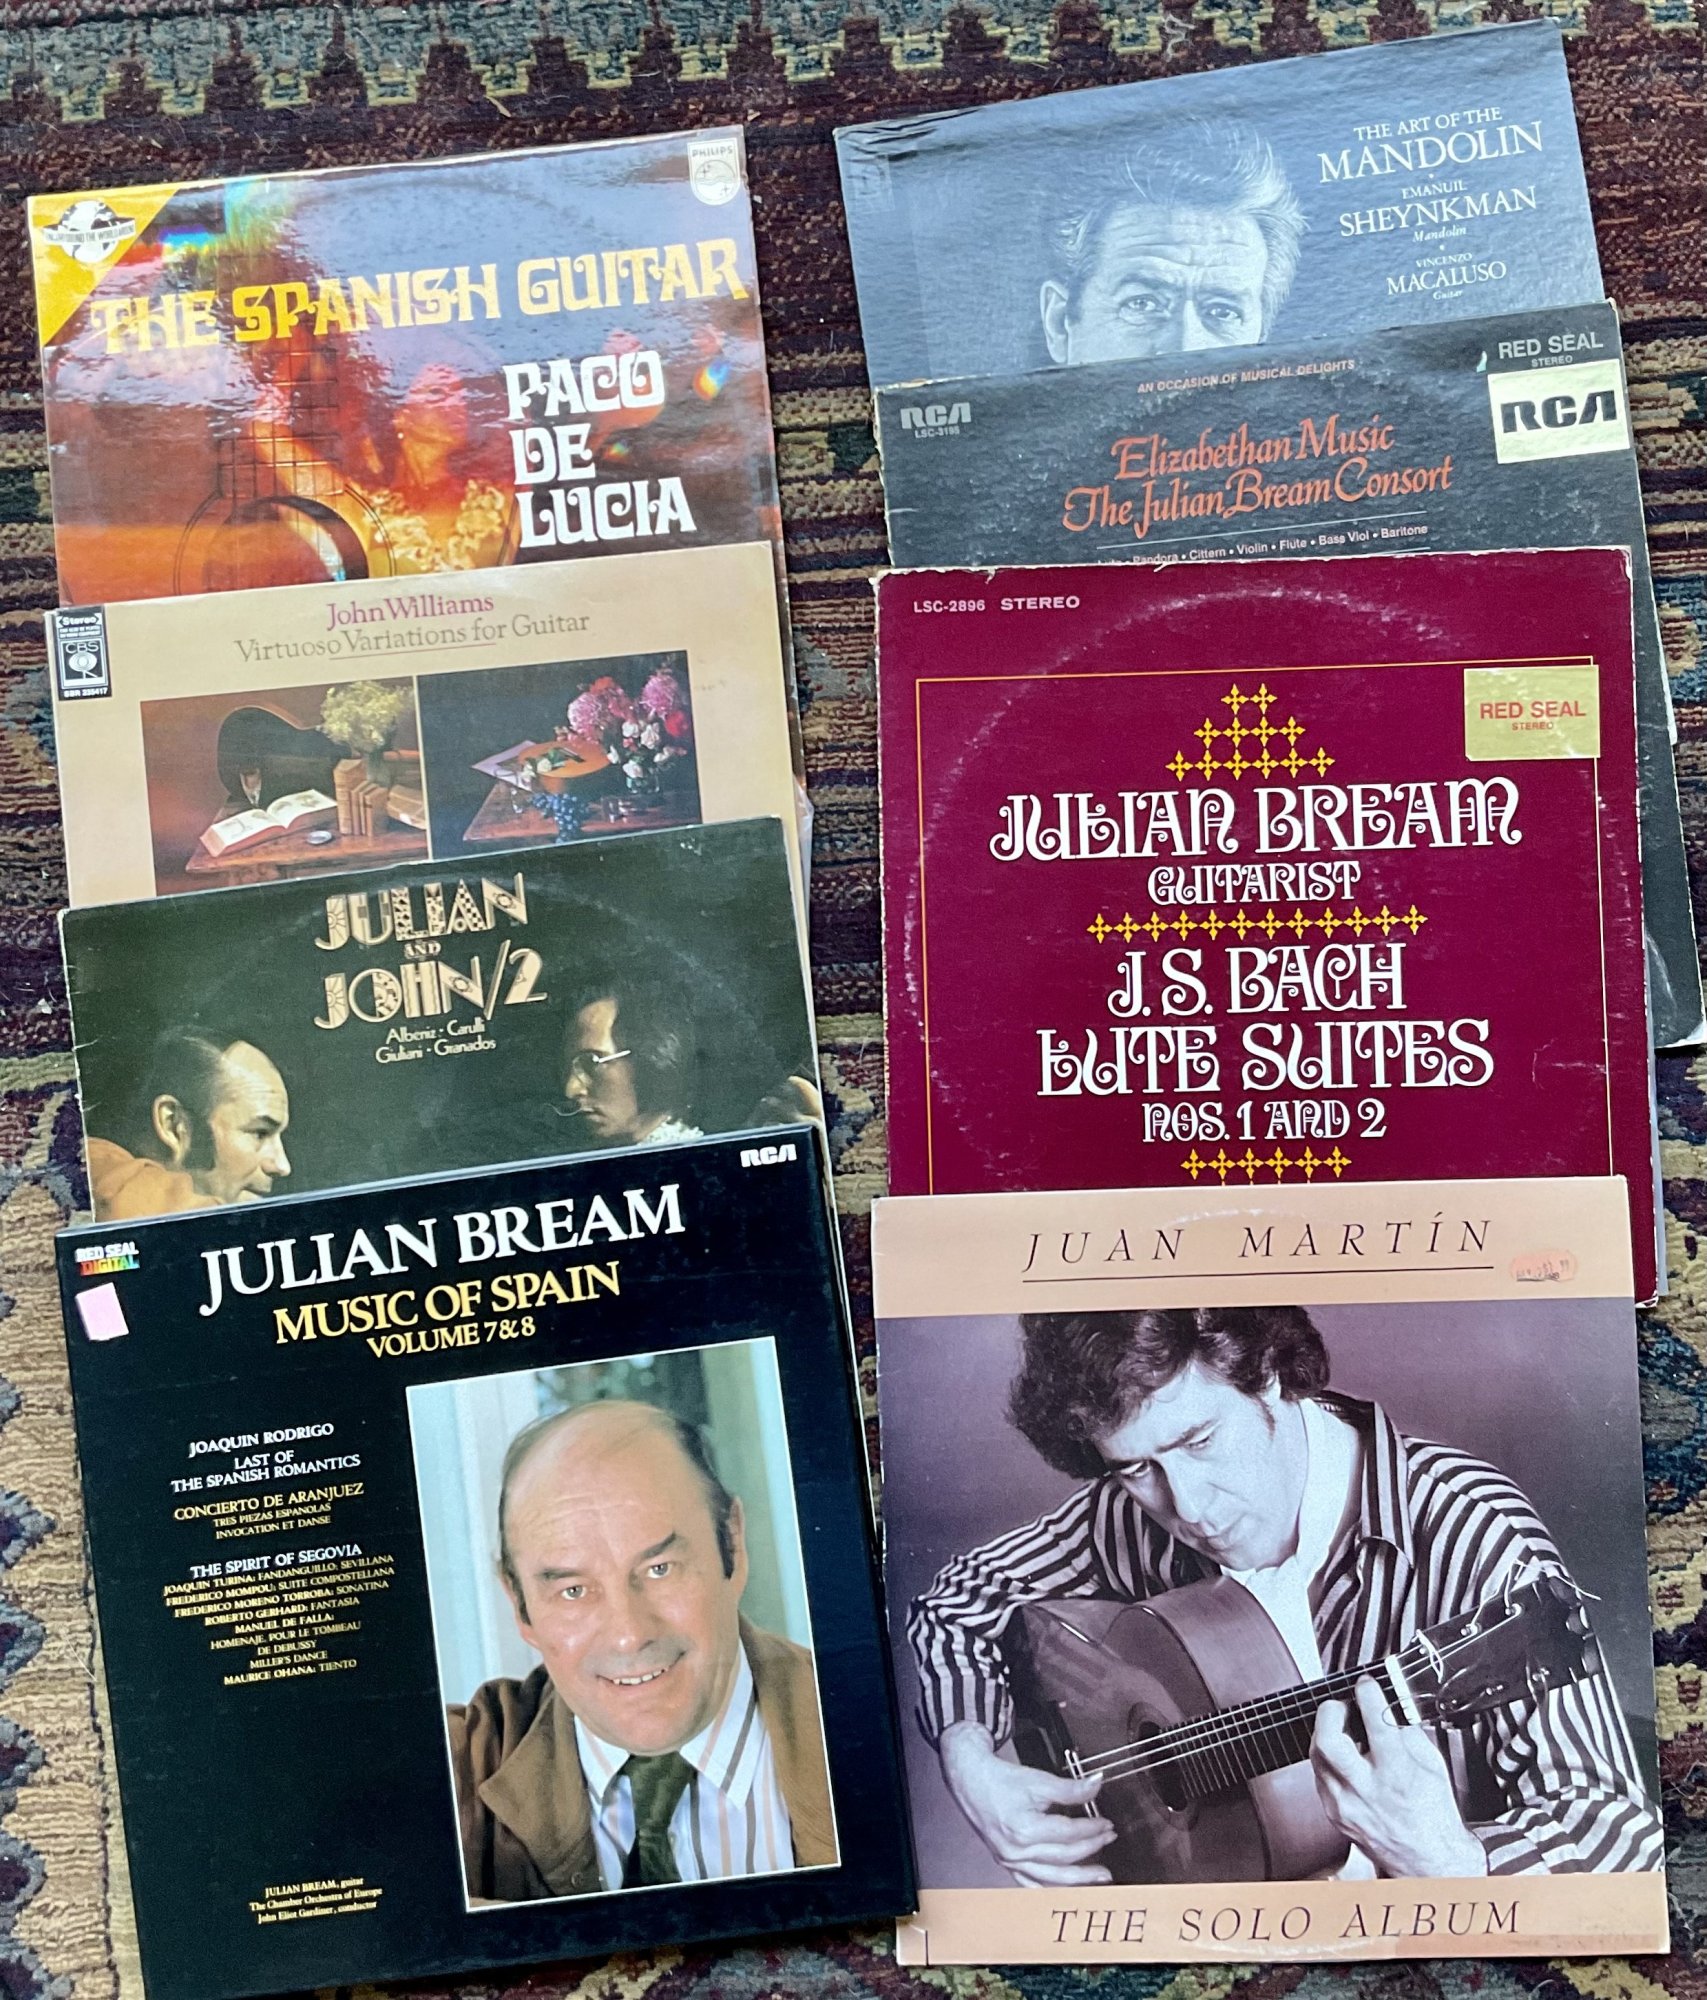 PHILIPS
THE SPANISH GUITAR
PACO
DE
LUCIA
Stereo
CBS
SBR 235417
John Williams
Virtuoso Variations for Guitar
JULIAN
AND
JOHN/2
Albeniz · Carulli
Giuliani · Granados
RCA
RED SEAL
DIGITAL
JULIAN BREAM
MUSIC OF SPAIN
VOLUME 7&8
JOAQUIN RODRIGO
LAST OF
THE SPANISH ROMANTICS
CONCIERTO DE ARANJUEZ
TRES PIEZAS ESPANOLAS
INVOCATION ET DANSE
THE SPIRIT OF SEGOVIA
JOAQUIN TURINA: FANDANGUILLO; SEVILLANA
FREDERICO MOMPOU: SUITE COMPOSTELLANA
FREDERICO MORENO TORROBA: SONATINA
ROBERTO GERHARD: FANTASIA
MANUEL DE FALLA:
HOMENAJE, POUR LE TOMBEAU
DE DEBUSSY
MILLER'S DANCE
MAURICE OHANA: TIENTO
JULIAN BREAM, guitar
The Chamber Orchestra of Europe
John Eliot Gardiner, conductor
THE ART OF THE
MANDOLIN
EMANUIL
SHEYNKMAN
Mandolin
VINCENZO
MACALUSO
Guitar
RED SEAL
STEREO
RCA
AN OCCASION OF MUSICAL DELIGHTS
RCA
LSC-3195
Elizabethan Music
The Julian Bream Consort
Pandora • Cittern • Violin • Flute • Bass Viol • Baritone
LSC-2896 STEREO
RED SEAL
STEREO
JULIAN BREAM
GUITARIST
J.S. BACH
LUTE SUITES
NOS. 1 AND 2
JUAN MARTÍN
THE SOLO ALBUM